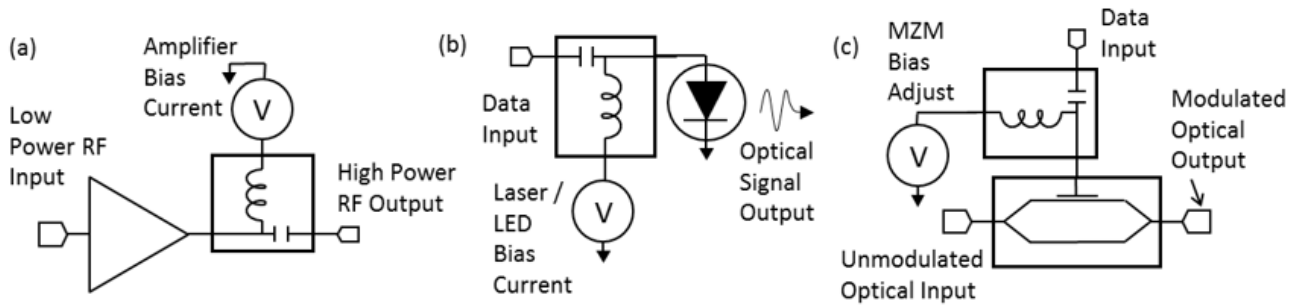 (a)
Amplifier
Bias
Current
V
Low
Power RF
Input
High Power
RF Output
(b)
Data
Input
V
Laser /
LED
Bias
Current
Optical
Signal
Output
(c)
MZM
Bias
Adjust
Data
Input
V
Modulated
Optical
Output
Unmodulated
Optical Input